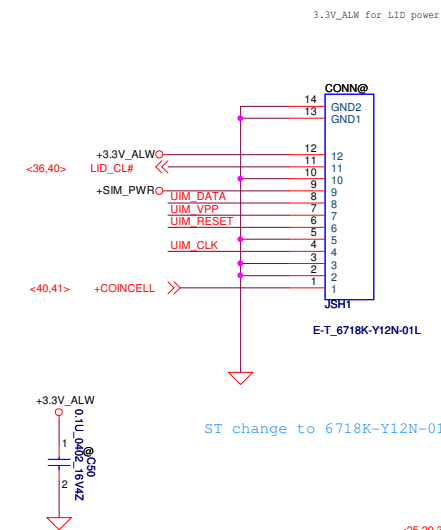 3.3V_ALW for LID power
CONN@
14 GND2
13 GND1
+3.3V_ALW 12 12
<36,40> LID_CL# 11 11
10 10
+SIM_PWR 9 9
UIM_DATA 8 8
UIM_VPP 7 7
UIM_RESET 6 6
5 5
UIM_CLK 4 4
3 3
2 2
<40,41> +COINCELL 1 1
JSH1
E-T_6718K-Y12N-01L
+3.3V_ALW
ST change to 6718K-Y12N-01
1
2
@C50
0.1U_0402_16V4Z